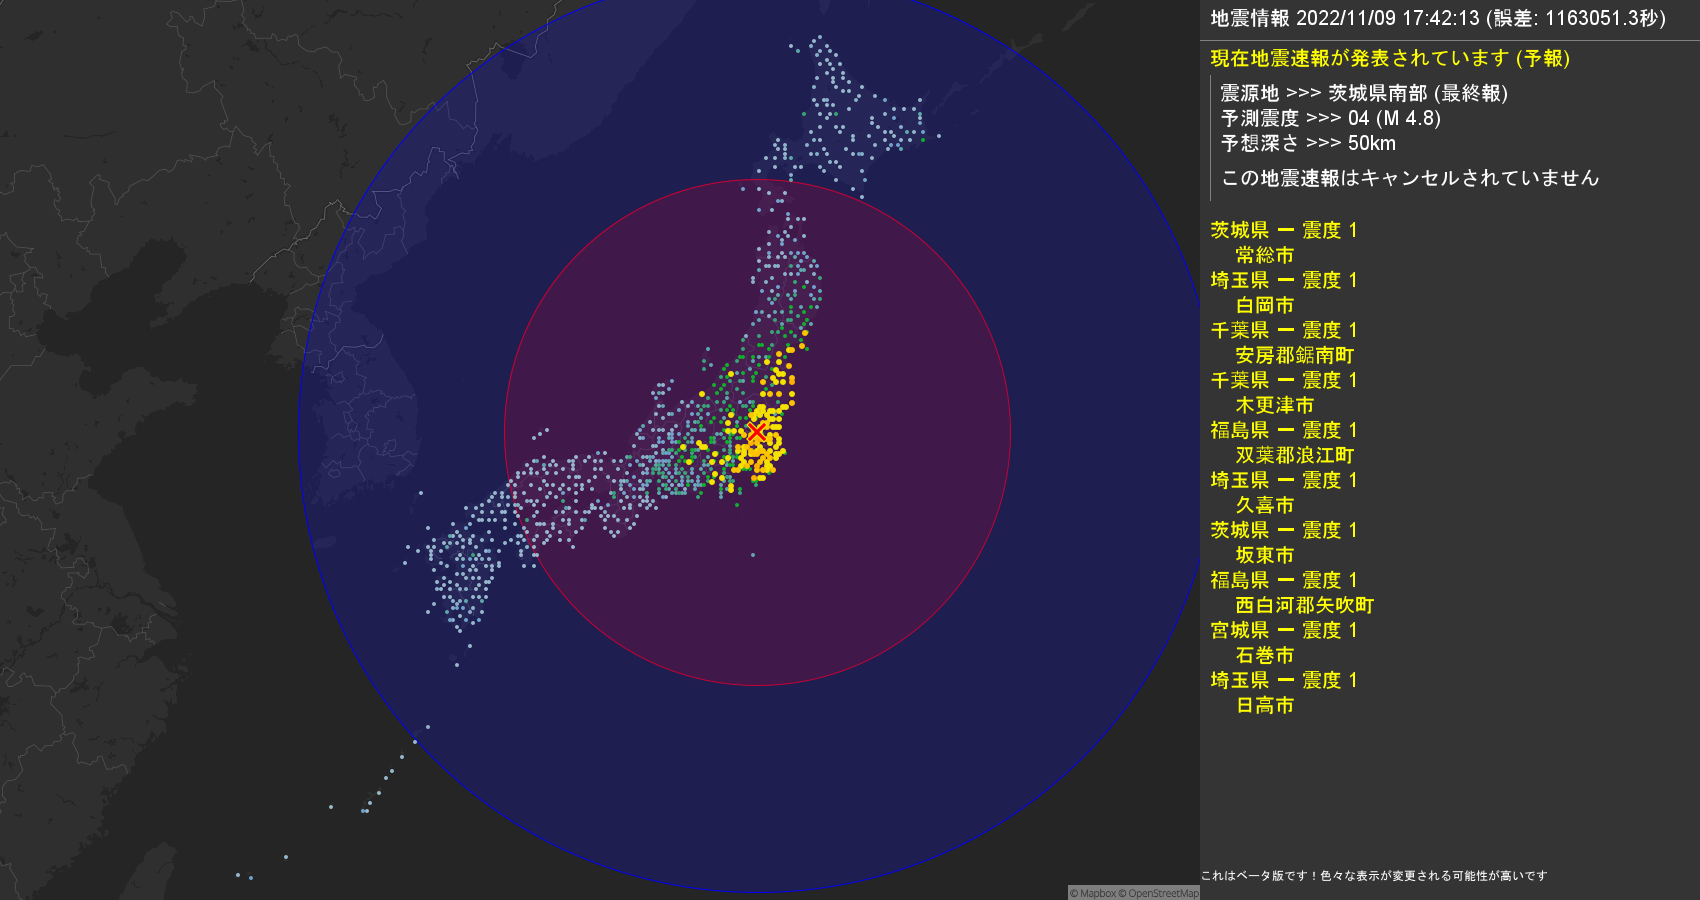 地震情報 2022/11/09 17:42:13 (誤差: 1163051.3秒)
現在地震速報が発表されています (予報)
震源地 >>> 茨城県南部 (最終報)
予測震度 >>> 04 (M 4.8)
予想深さ >>> 50km
この地震速報はキャンセルされていません
茨城県 ー 震度 1
常総市
埼玉県 ー 震度 1
白岡市
千葉県 ー 震度 1
安房郡鋸南町
千葉県 ー 震度 1
木更津市
福島県 ー 震度 1
双葉郡浪江町
埼玉県 ー 震度 1
久喜市
茨城県 ー 震度 1
坂東市
福島県 ー 震度 1
西白河郡矢吹町
宮城県 ー 震度 1
石巻市
埼玉県 ー 震度 1
日高市
これはベータ版です！色々な表示が変更される可能性が高いです
© Mapbox © OpenStreetMap